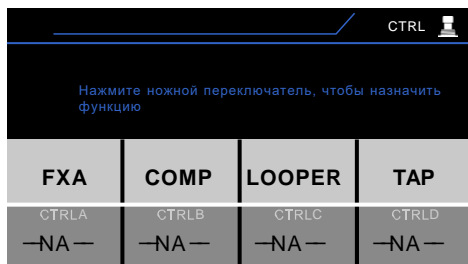 CTRL
Нажмите ножной переключатель, чтобы назначить
функцию
FXA COMP LOOPER TAP
CTRLA CTRLB CTRLC CTRLD
NA NA NA NA